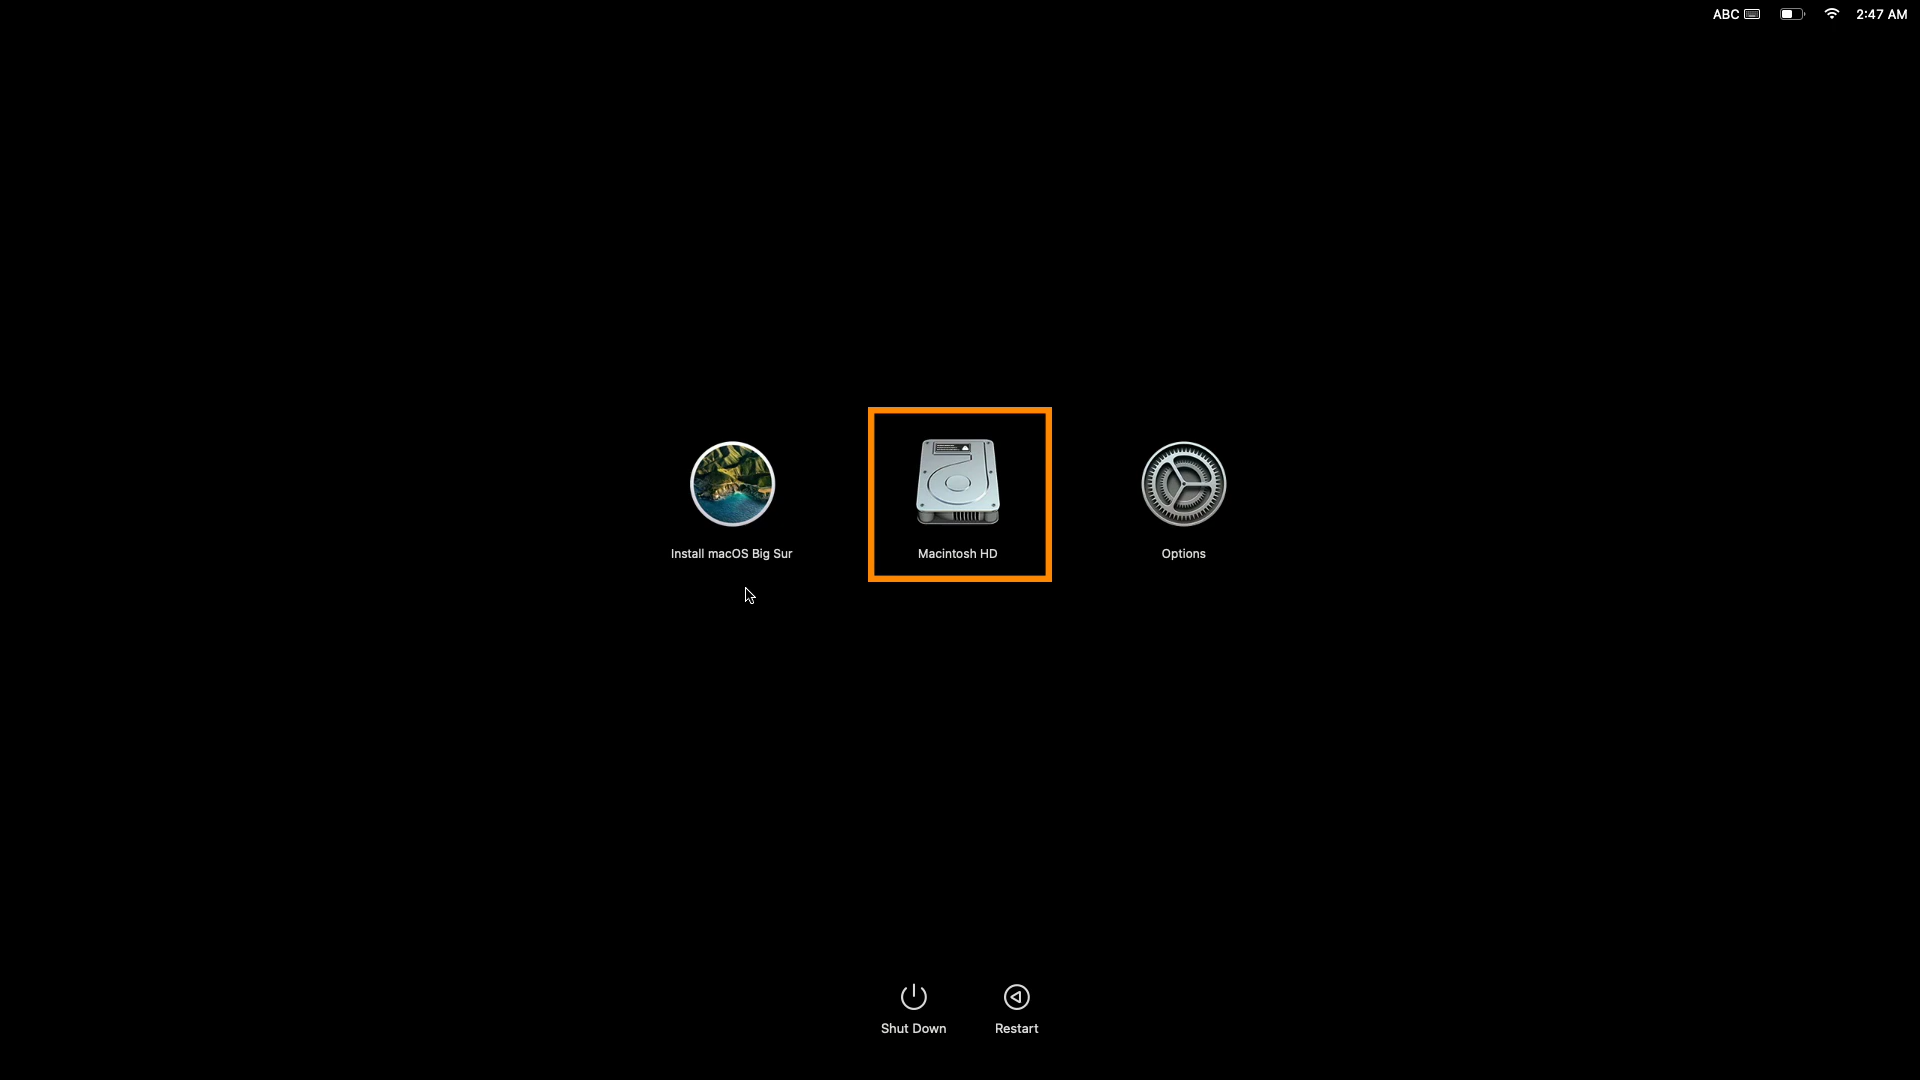 ABC 2:47 AM
Install macOS Big Sur
Macintosh HD
Options
Shut Down
Restart